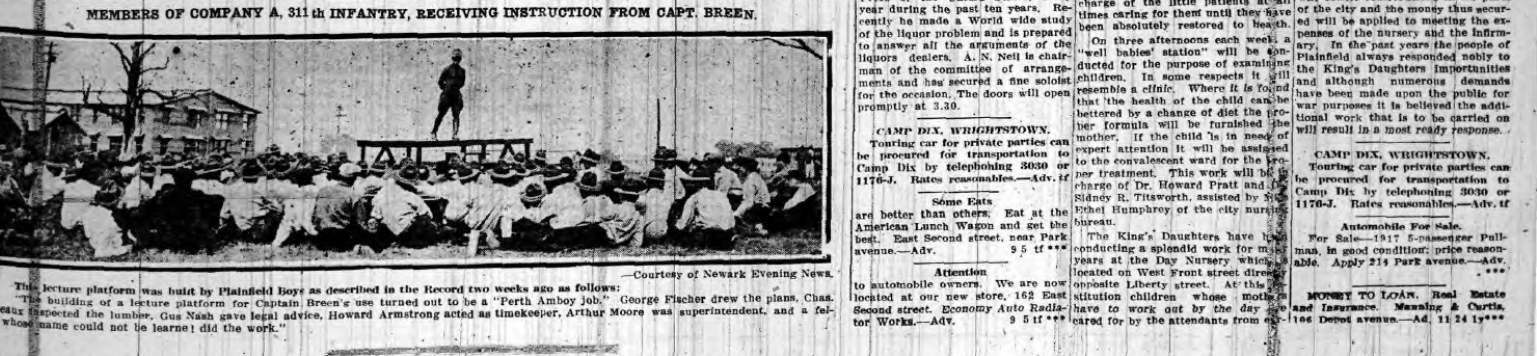 MEMBERS OF COMPANY A, 311th INFANTRY, RECEIVING INSTRUCTION FROM CAPT. BREEN.
—Courtesy of Newark Evening News.
This lecture platform was built by Plainfield Boys as described in the Record two weeks ago as follows:
"The building of a lecture platform for Captain Breen's use turned out to be a "Perth Amboy job." George Fischer drew the plans, Chas.
inspected the lumber, Gus Nash gave legal advice, Howard Armstrong acted as timekeeper, Arthur Moore was superintendent, and a fel-
whose name could not be learne! did the work."
year during the past ten years. Re-
cently he made a World wide study
of the liquor problem and is prepared
to answer all the arguments of the
liquors dealers. A. N. Neil is chair-
man of the committee of arrange-
ments and has secured a fine soloist
for the occasion. The doors will open
promptly at 3.30.
CAMP DIX, WRIGHTSTOWN.
Touring car for private parties can
be procured for transportation to
Camp Dix by telephoning 3030 or
1176-J. Rates reasonables.—Adv. tf
Some Eats
are better than others. Eat at the
American Lunch Wagon and get the
best. East Second street, near Park
avenue.—Adv. 9 5 tf ***
Attention
to automobile owners. We are now
located at our new store, 162 East
Second street. Economy Auto Radia-
tor Works.—Adv. 9 5 tf ***
charge of the little patients at all
times caring for them until they have
been absolutely restored to health.
On three afternoons each week a
"well babies' station" will be con-
ducted for the purpose of examining
children. In some respects it will
resemble a clinic. Where it is found
that the health of the child can be
bettered by a change of diet the pro-
per formula will be furnished the
mother. If the child is in need of
expert attention it will be assigned
to the convalescent ward for the pro-
per treatment. This work will be in
charge of Dr. Howard Pratt and
Sidney R. Titsworth, assisted by
Ethel Humphrey of the city nursing
bureau.
The King's Daughters have been
conducting a splendid work for many
years at the Day Nursery which is
located on West Front street directly
opposite Liberty street. At this
stitution children whose mothers
have to work out by the day are
cared for by the attendants from
of the city and the money thus secur-
ed will be applied to meeting the ex-
penses of the nursery and the infirm-
ary. In the past years the people of
Plainfield always responded nobly to
the King's Daughters importunities
and although numerous demands
have been made upon the public for
war purposes it is believed the addi-
tional work that is to be carried on
will result in a most ready response.
CAMP DIX, WRIGHTSTOWN.
Touring car for private parties can
be procured for transportation to
Camp Dix by telephoning 3030 or
1176-J. Rates reasonables.—Adv. tf
Automobile For Sale.
For Sale—1917 5-passenger Pull-
man, in good condition; price reason-
able. Apply 214 Park avenue.—Adv.
***
MONEY TO LOAN. Real Estate
and Insurance. Manning & Curtis,
106 Depot avenue.—Ad. 11 24 1y***